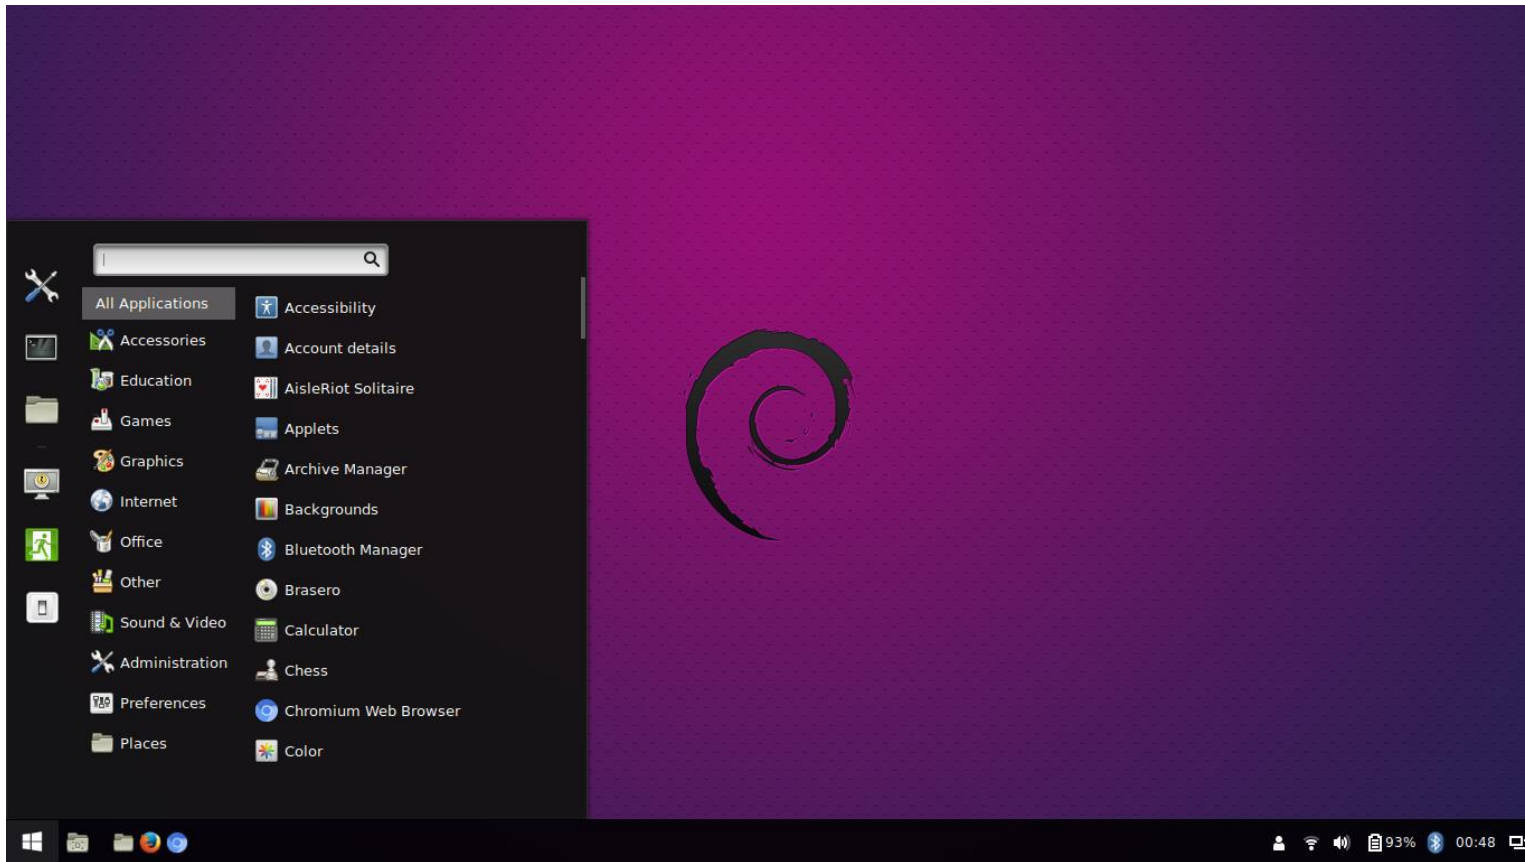 All Applications
Accessories
Education
Games
Graphics
Internet
Office
Other
Sound & Video
Administration
Preferences
Places
Accessibility
Account details
AisleRiot Solitaire
Applets
Archive Manager
Backgrounds
Bluetooth Manager
Brasero
Calculator
Chess
Chromium Web Browser
Color
93% 00:48